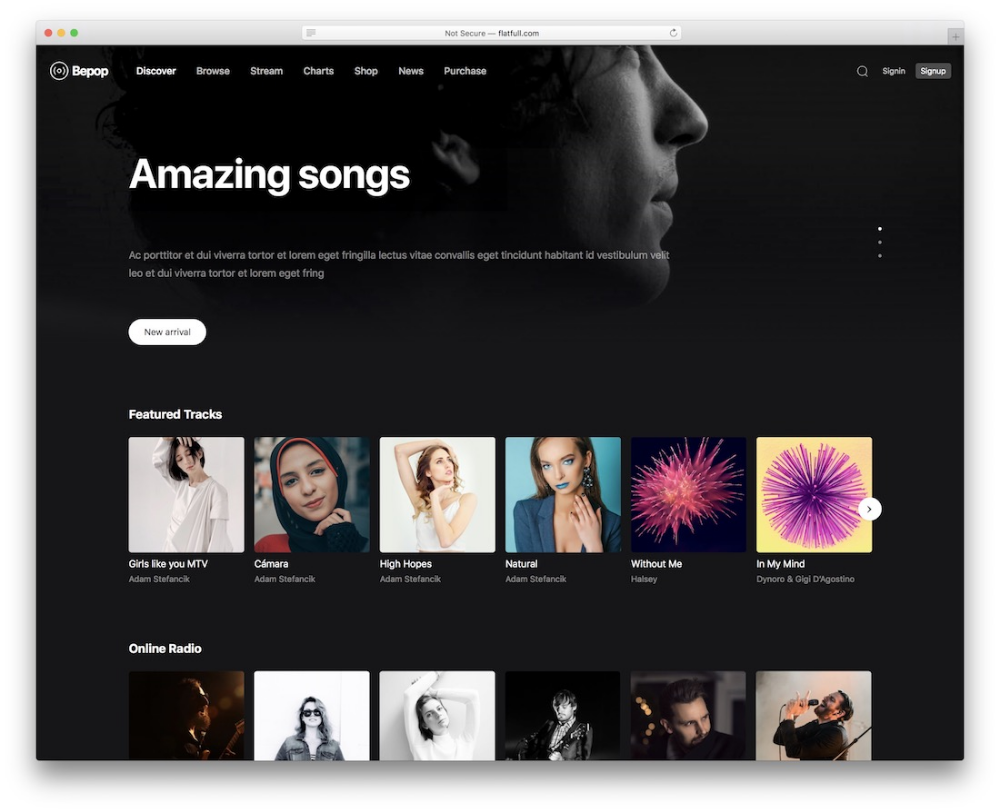 Not Secure — flatfull.com
Bepop Discover Browse Stream Charts Shop News Purchase Signin Signup
Amazing songs
Ac porttitor et dui viverra tortor et lorem eget fringilla lectus vitae convallis eget tincidunt habitant id vestibulum velit
leo et dui viverra tortor et lorem eget fring
New arrival
Featured Tracks
Girls like you MTV
Adam Stefancik
Cámara
Adam Stefancik
High Hopes
Adam Stefancik
Natural
Adam Stefancik
Without Me
Halsey
In My Mind
Dynoro & Gigi D'Agostino
Online Radio